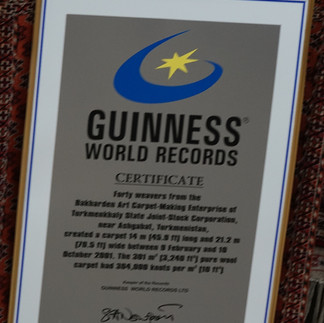 GUINNESS®
WORLD RECORDS
CERTIFICATE
Forty weavers from the
Bakharden Art Carpet-Making Enterprise of
Turkmenkhaly State Joint-Stock Corporation,
near Ashgabat, Turkmenistan,
created a carpet 14 m (45.9 ft) long and 21.2 m
(70.5 ft) wide between 9 February and 10
October 2001. The 301 m² (3,240 ft²) pure wool
carpet had 304,000 knots per m² (10 ft²)
Keeper of the Records
GUINNESS WORLD RECORDS LTD